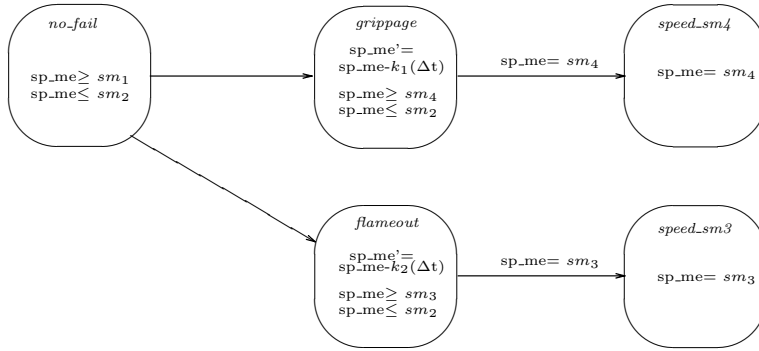 no_fail
sp_me≥ sm₁
sp_me≤ sm₂
grippage
sp_me'=
sp_me-k₁(Δt)
sp_me≥ sm₄
sp_me≤ sm₂
sp_me= sm₄
speed_sm4
sp_me= sm₄
flameout
sp_me'=
sp_me-k₂(Δt)
sp_me≥ sm₃
sp_me≤ sm₂
sp_me= sm₃
speed_sm3
sp_me= sm₃